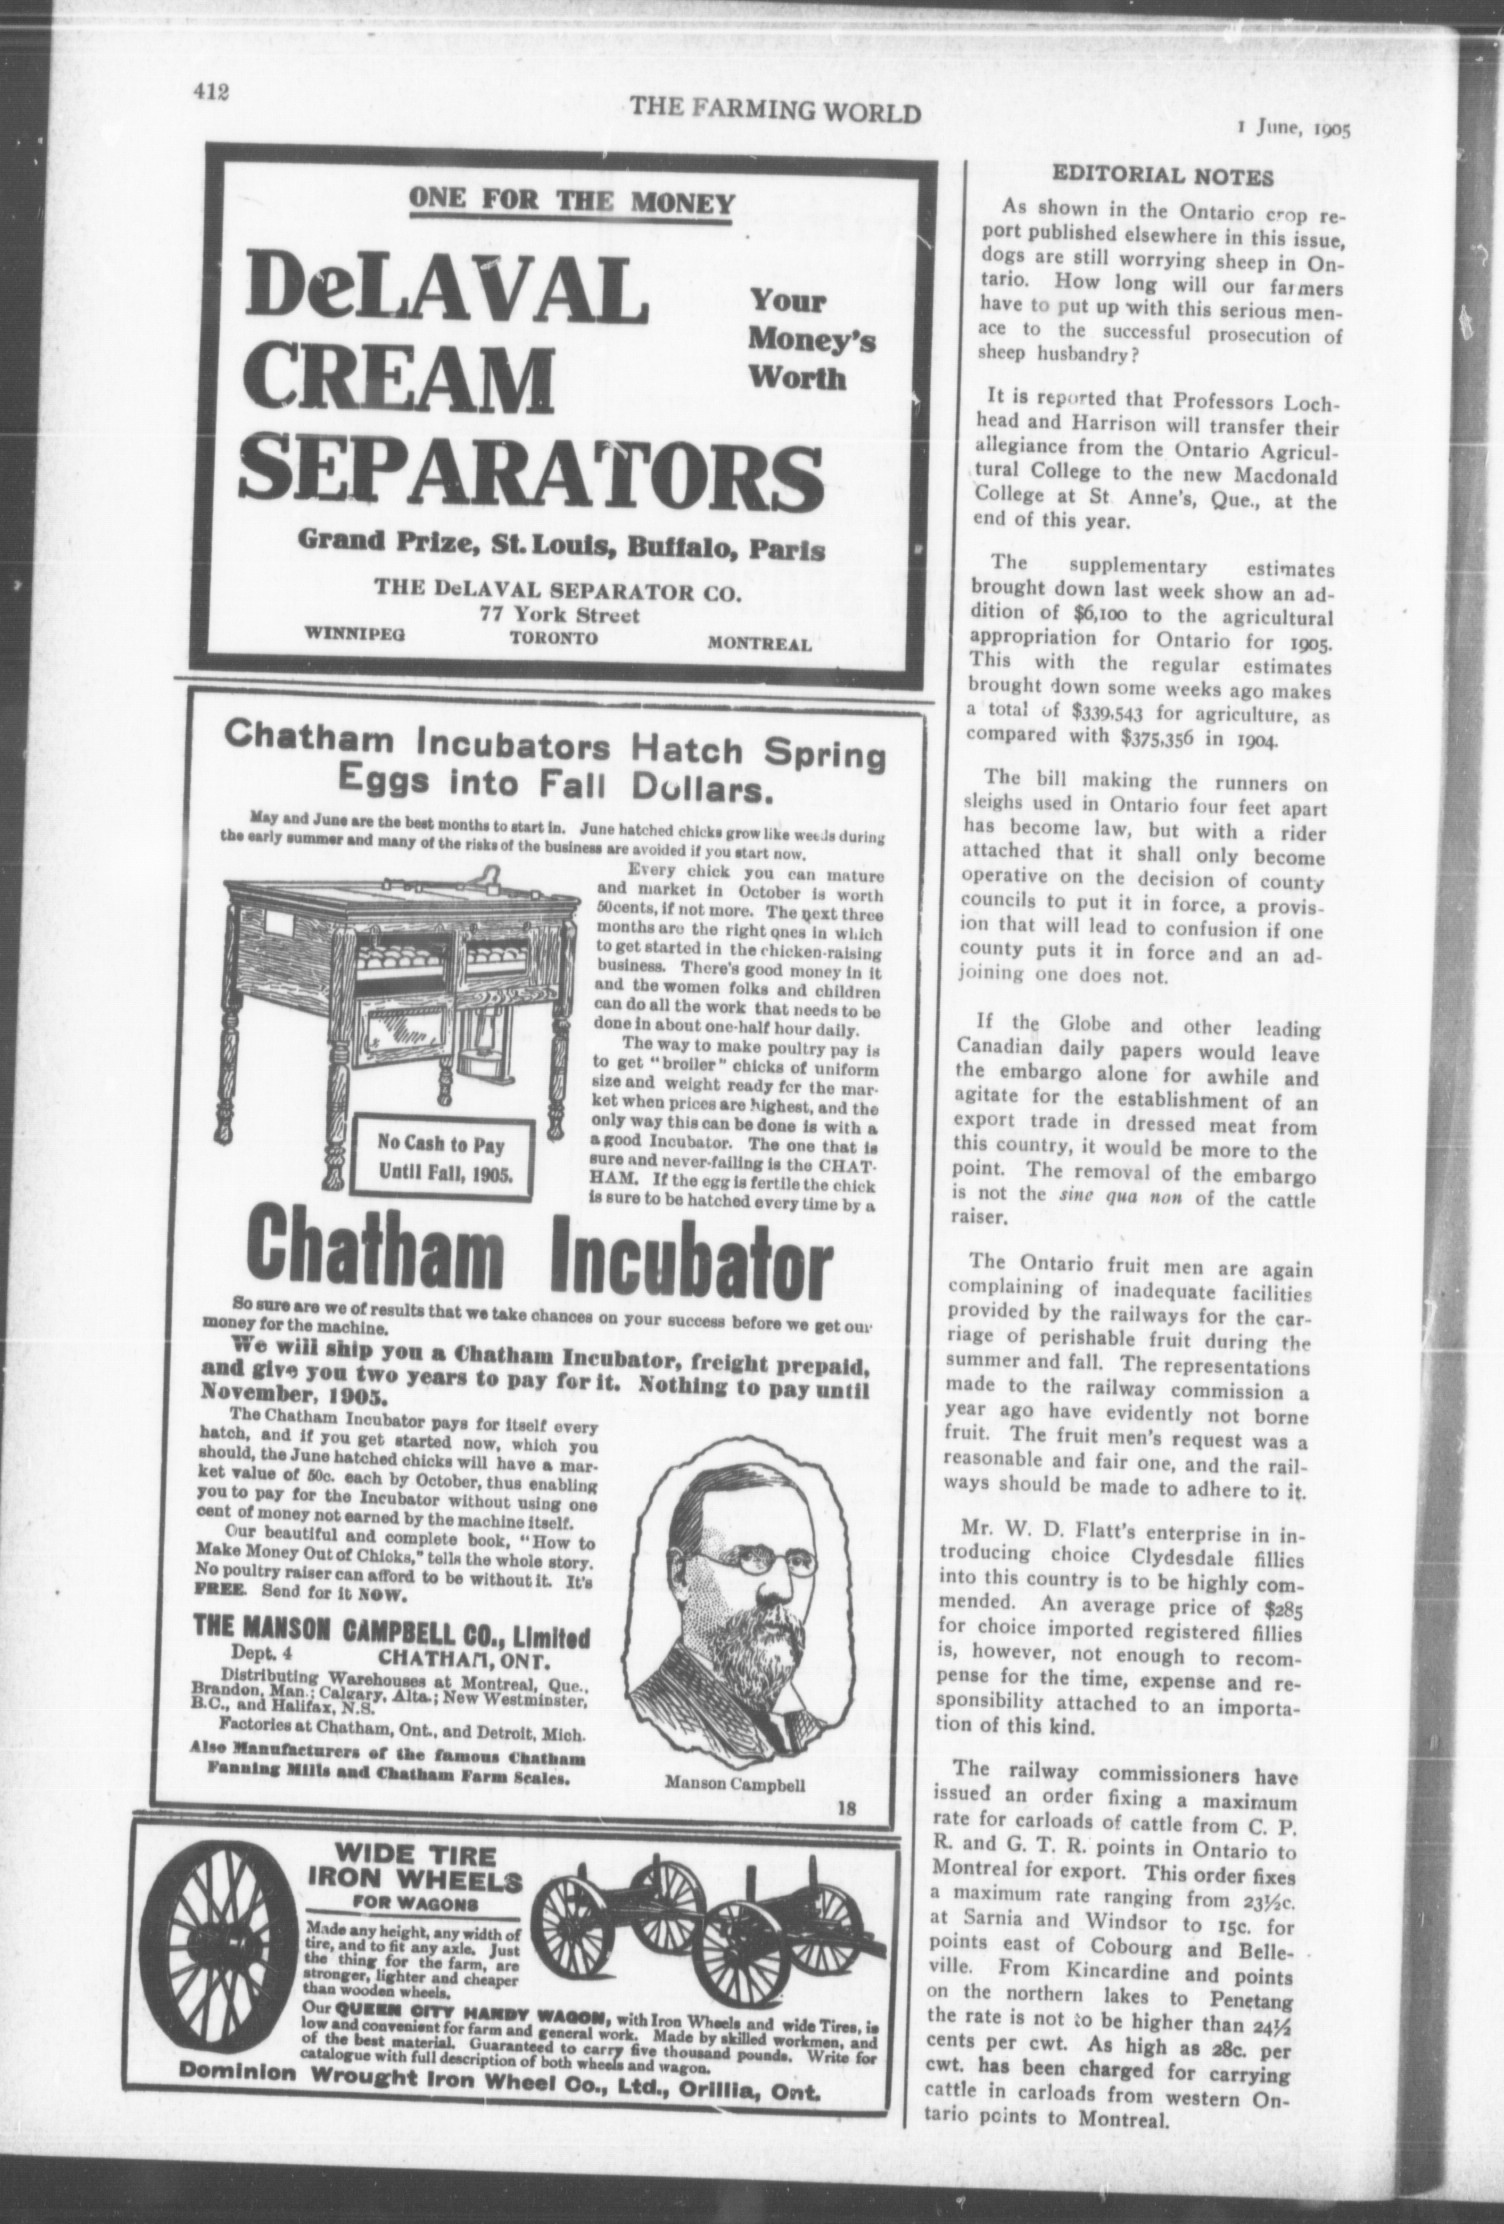 412
THE FARMING WORLD
1 June, 1905
ONE FOR THE MONEY
DeLAVAL
CREAM
SEPARATORS
Your
Money's
Worth
Grand Prize, St. Louis, Buffalo, Paris
THE DeLAVAL SEPARATOR CO.
77 York Street
WINNIPEG TORONTO MONTREAL
Chatham Incubators Hatch Spring
Eggs into Fall Dollars.
May and June are the best months to start in. June hatched chicks grow like weeds during
the early summer and many of the risks of the business are avoided if you start now.
Every chick you can mature
and market in October is worth
50cents, if not more. The next three
months are the right ones in which
to get started in the chicken-raising
business. There's good money in it
and the women folks and children
can do all the work that needs to be
done in about one-half hour daily.
The way to make poultry pay is
to get "broiler" chicks of uniform
size and weight ready for the mar-
ket when prices are highest, and the
only way this can be done is with a
a good Incubator. The one that is
sure and never-failing is the CHAT-
HAM. If the egg is fertile the chick
is sure to be hatched every time by a
No Cash to Pay
Until Fall, 1905.
Chatham Incubator
So sure are we of results that we take chances on your success before we get our
money for the machine.
We will ship you a Chatham Incubator, freight prepaid,
and give you two years to pay for it. Nothing to pay until
November, 1905.
The Chatham Incubator pays for itself every
hatch, and if you get started now, which you
should, the June hatched chicks will have a mar-
ket value of 50c. each by October, thus enabling
you to pay for the Incubator without using one
cent of money not earned by the machine itself.
Our beautiful and complete book, "How to
Make Money Out of Chicks," tells the whole story.
No poultry raiser can afford to be without it. It's
FREE. Send for it NOW.
THE MANSON CAMPBELL CO., Limited
Dept. 4 CHATHAM, ONT.
Distributing Warehouses at Montreal, Que.,
Brandon, Man.; Calgary, Alta.; New Westminster,
B.C., and Halifax, N.S.
Factories at Chatham, Ont., and Detroit, Mich.
Also Manufacturers of the famous Chatham
Fanning Mills and Chatham Farm Scales.
Manson Campbell
18
WIDE TIRE
IRON WHEELS
FOR WAGONS
Made any height, any width of
tire, and to fit any axle. Just
the thing for the farm, are
stronger, lighter and cheaper
than wooden wheels.
Our QUEEN CITY HANDY WAGON, with Iron Wheels and wide Tires, is
low and convenient for farm and general work. Made by skilled workmen, and
of the best material. Guaranteed to carry five thousand pounds. Write for
catalogue with full description of both wheels and wagon.
Dominion Wrought Iron Wheel Co., Ltd., Orillia, Ont.
EDITORIAL NOTES
As shown in the Ontario crop re-
port published elsewhere in this issue,
dogs are still worrying sheep in On-
tario. How long will our farmers
have to put up with this serious men-
ace to the successful prosecution of
sheep husbandry?
It is reported that Professors Loch-
head and Harrison will transfer their
allegiance from the Ontario Agricul-
tural College to the new Macdonald
College at St. Anne's, Que., at the
end of this year.
The supplementary estimates
brought down last week show an ad-
dition of $6,100 to the agricultural
appropriation for Ontario for 1905.
This with the regular estimates
brought down some weeks ago makes
a total of $339,543 for agriculture, as
compared with $375,356 in 1904.
The bill making the runners on
sleighs used in Ontario four feet apart
has become law, but with a rider
attached that it shall only become
operative on the decision of county
councils to put it in force, a provis-
ion that will lead to confusion if one
county puts it in force and an ad-
joining one does not.
If the Globe and other leading
Canadian daily papers would leave
the embargo alone for awhile and
agitate for the establishment of an
export trade in dressed meat from
this country, it would be more to the
point. The removal of the embargo
is not the sine qua non of the cattle
raiser.
The Ontario fruit men are again
complaining of inadequate facilities
provided by the railways for the car-
riage of perishable fruit during the
summer and fall. The representations
made to the railway commission a
year ago have evidently not borne
fruit. The fruit men's request was a
reasonable and fair one, and the rail-
ways should be made to adhere to it.
Mr. W. D. Flatt's enterprise in in-
troducing choice Clydesdale fillies
into this country is to be highly com-
mended. An average price of $285
for choice imported registered fillies
is, however, not enough to recom-
pense for the time, expense and re-
sponsibility attached to an importa-
tion of this kind.
The railway commissioners have
issued an order fixing a maximum
rate for carloads of cattle from C. P.
R. and G. T. R. points in Ontario to
Montreal for export. This order fixes
a maximum rate ranging from 23½c.
at Sarnia and Windsor to 15c. for
points east of Cobourg and Belle-
ville. From Kincardine and points
on the northern lakes to Penetang
the rate is not to be higher than 24½
cents per cwt. As high as 28c. per
cwt. has been charged for carrying
cattle in carloads from western On-
tario points to Montreal.